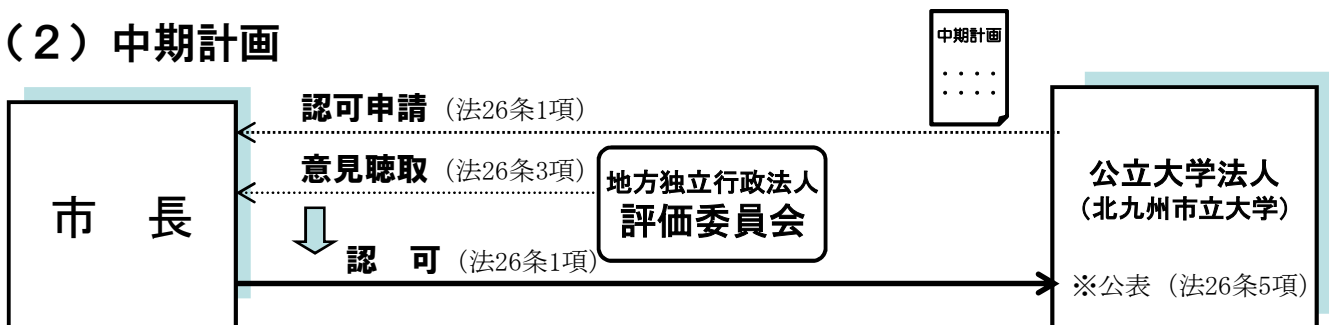 （２）中期計画
中期計画
・・・・
・・・・
認可申請（法26条1項）
意見聴取（法26条3項）
地方独立行政法人
評価委員会
市　長
認　可（法26条1項）
公立大学法人
（北九州市立大学）
※公表（法26条5項）